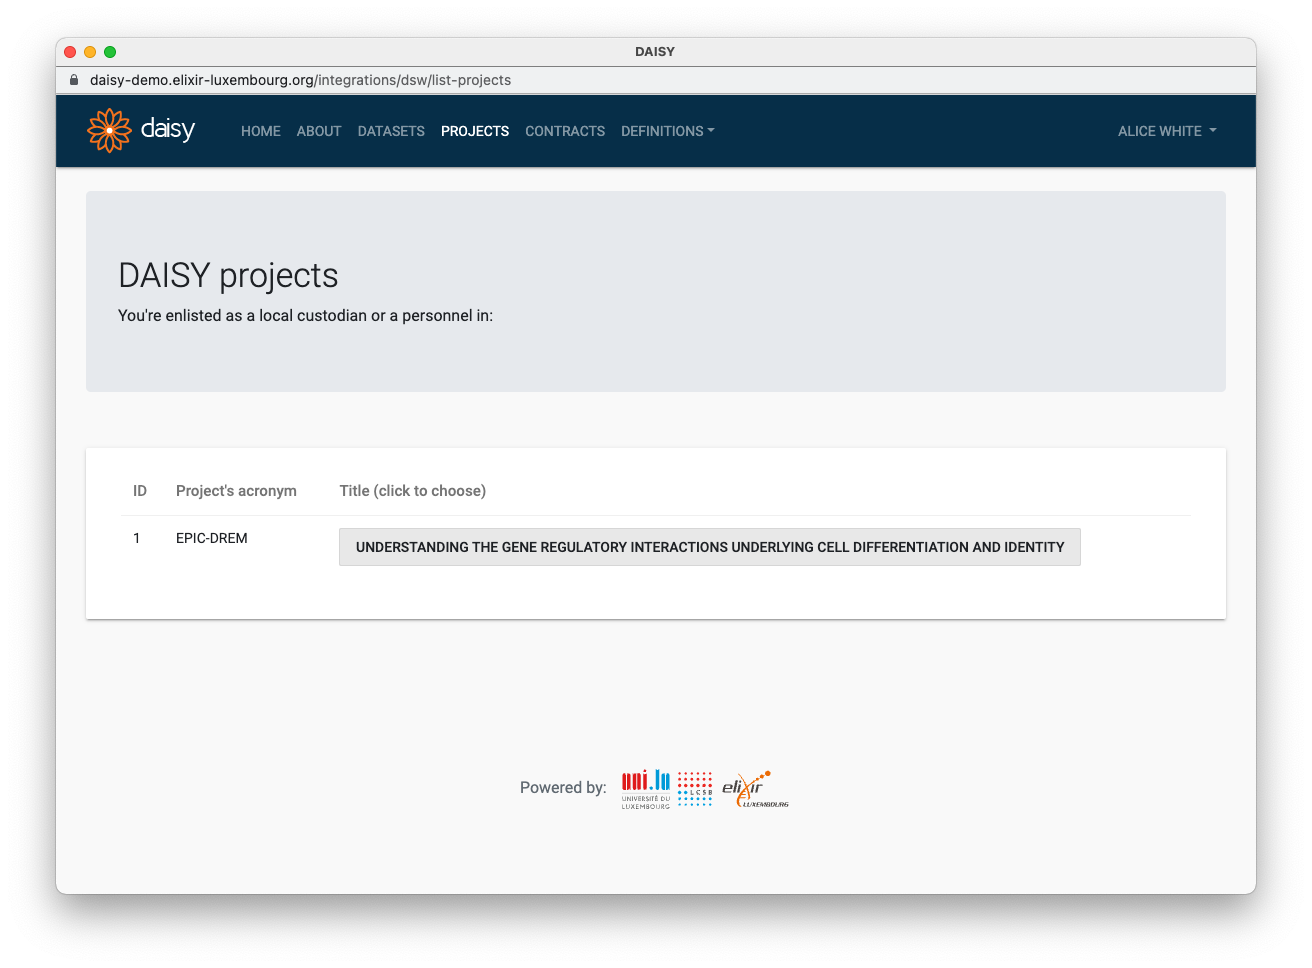 DAISY
daisy-demo.elixir-luxembourg.org/integrations/dsw/list-projects
daisy HOME ABOUT DATASETS PROJECTS CONTRACTS DEFINITIONS ALICE WHITE
DAISY projects
You're enlisted as a local custodian or a personnel in:
ID Project's acronym Title (click to choose)
1 EPIC-DREM UNDERSTANDING THE GENE REGULATORY INTERACTIONS UNDERLYING CELL DIFFERENTIATION AND IDENTITY
Powered by: uni.lu LCSB elixir
UNIVERSITÉ DU
LUXEMBOURG LUXEMBOURG